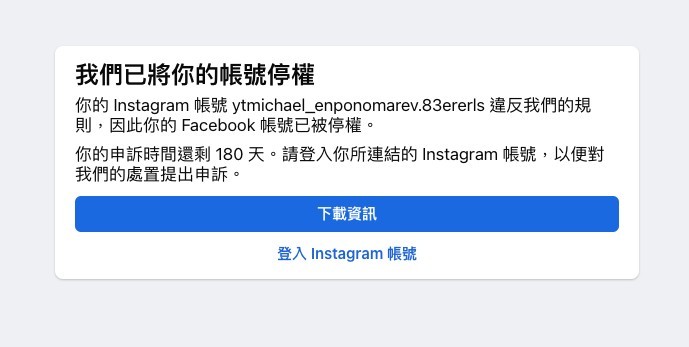 我們已將你的帳號停權
你的 Instagram 帳號 ytmichael_enponomarev.83ererls 違反我們的規
則，因此你的 Facebook 帳號已被停權。
你的申訴時間還剩 180 天。請登入你所連結的 Instagram 帳號，以便對
我們的處置提出申訴。
下載資訊
登入 Instagram 帳號